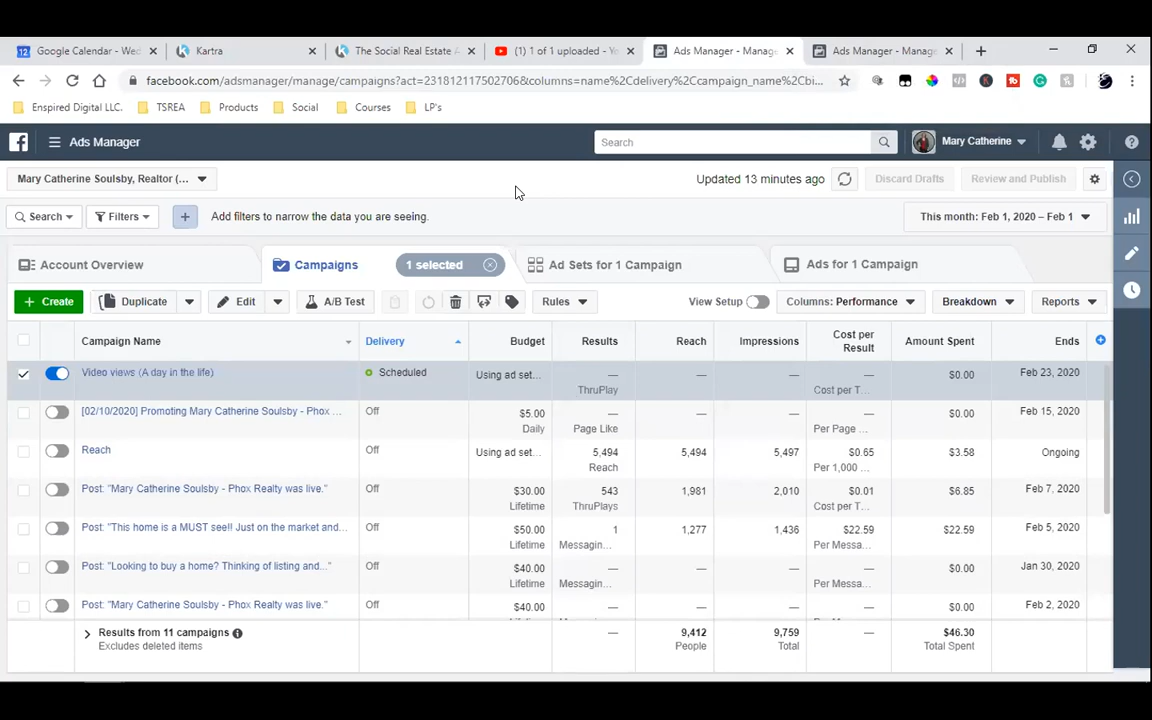 Google Calendar - Wed
Kartra
The Social Real Estate A
(1) 1 of 1 uploaded - Yo
Ads Manager - Manage
Ads Manager - Manage
facebook.com/adsmanager/manage/campaigns?act=231812117502706&columns=name%2Cdelivery%2Ccampaign_name%2Cbi...
Enspired Digital LLC.
TSREA
Products
Social
Courses
LP's
Ads Manager
Search
Mary Catherine
Mary Catherine Soulsby, Realtor (...
Updated 13 minutes ago
Discard Drafts
Review and Publish
Search
Filters
Add filters to narrow the data you are seeing.
This month: Feb 1, 2020 – Feb 1
Account Overview
Campaigns
1 selected
Ad Sets for 1 Campaign
Ads for 1 Campaign
+ Create
Duplicate
Edit
A/B Test
Rules
View Setup
Columns: Performance
Breakdown
Reports
Campaign Name
Delivery
Budget
Results
Reach
Impressions
Cost per
Result
Amount Spent
Ends
Video views (A day in the life)
Scheduled
Using ad set...
—
ThruPlay
—
—
—
Cost per T...
$0.00
Feb 23, 2020
[02/10/2020] Promoting Mary Catherine Soulsby - Phox ...
Off
$5.00
Daily
—
Page Like
—
—
—
Per Page ...
$0.00
Feb 15, 2020
Reach
Off
Using ad set...
5,494
Reach
5,494
5,497
$0.65
Per 1,000 ...
$3.58
Ongoing
Post: "Mary Catherine Soulsby - Phox Realty was live."
Off
$30.00
Lifetime
543
ThruPlays
1,981
2,010
$0.01
Cost per T...
$6.85
Feb 7, 2020
Post: "This home is a MUST see!! Just on the market and...
Off
$50.00
Lifetime
1
Messagin...
1,277
1,436
$22.59
Per Messa...
$22.59
Feb 5, 2020
Post: "Looking to buy a home? Thinking of listing and..."
Off
$40.00
Lifetime
—
Messagin...
—
—
—
Per Messa...
$0.00
Jan 30, 2020
Post: "Mary Catherine Soulsby - Phox Realty was live."
Off
$40.00
—
—
—
—
$0.00
Feb 2, 2020
Results from 11 campaigns
Excludes deleted items
—
9,412
People
9,759
Total
—
$46.30
Total Spent